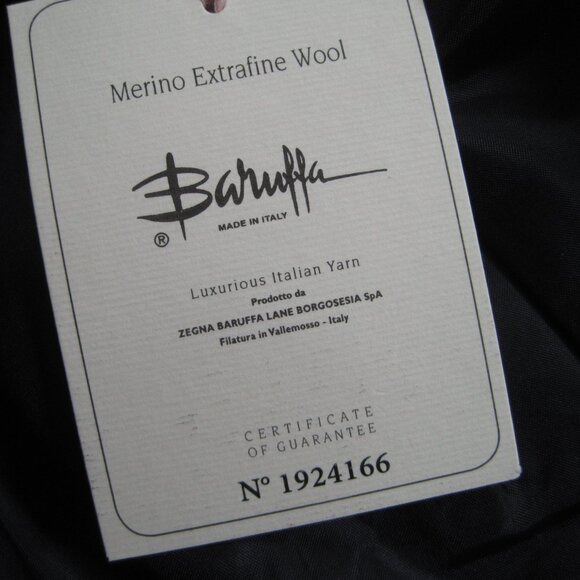 Merino Extrafine Wool
Baruffa
MADE IN ITALY
®
Luxurious Italian Yarn
Prodotto da
ZEGNA BARUFFA LANE BORGOSESIA SpA
Filatura in Vallemosso - Italy
CERTIFICATE
OF GUARANTEE
N° 1924166